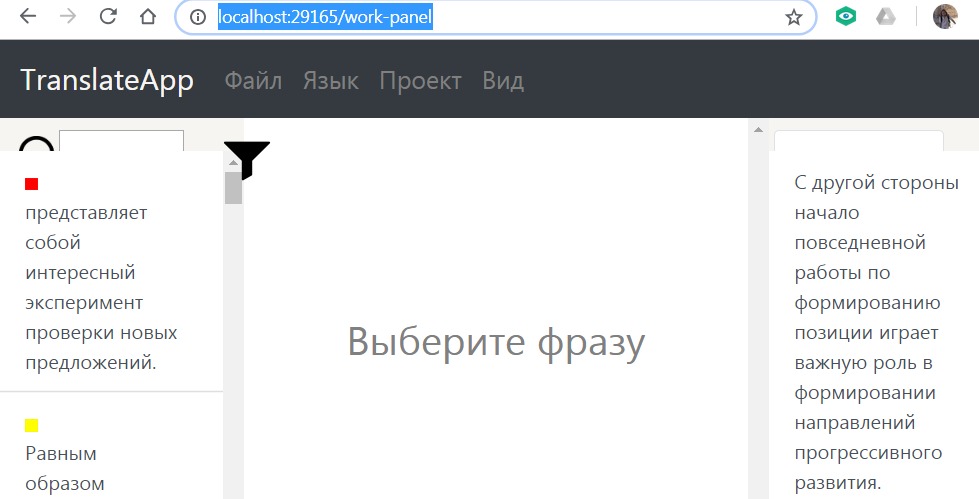 localhost:29165/work-panel
TranslateApp Файл Язык Проект Вид
представляет
собой
интересный
эксперимент
проверки новых
предложений.
Равным
образом
Выберите фразу
С другой стороны
начало
повседневной
работы по
формированию
позиции играет
важную роль в
формировании
направлений
прогрессивного
развития.